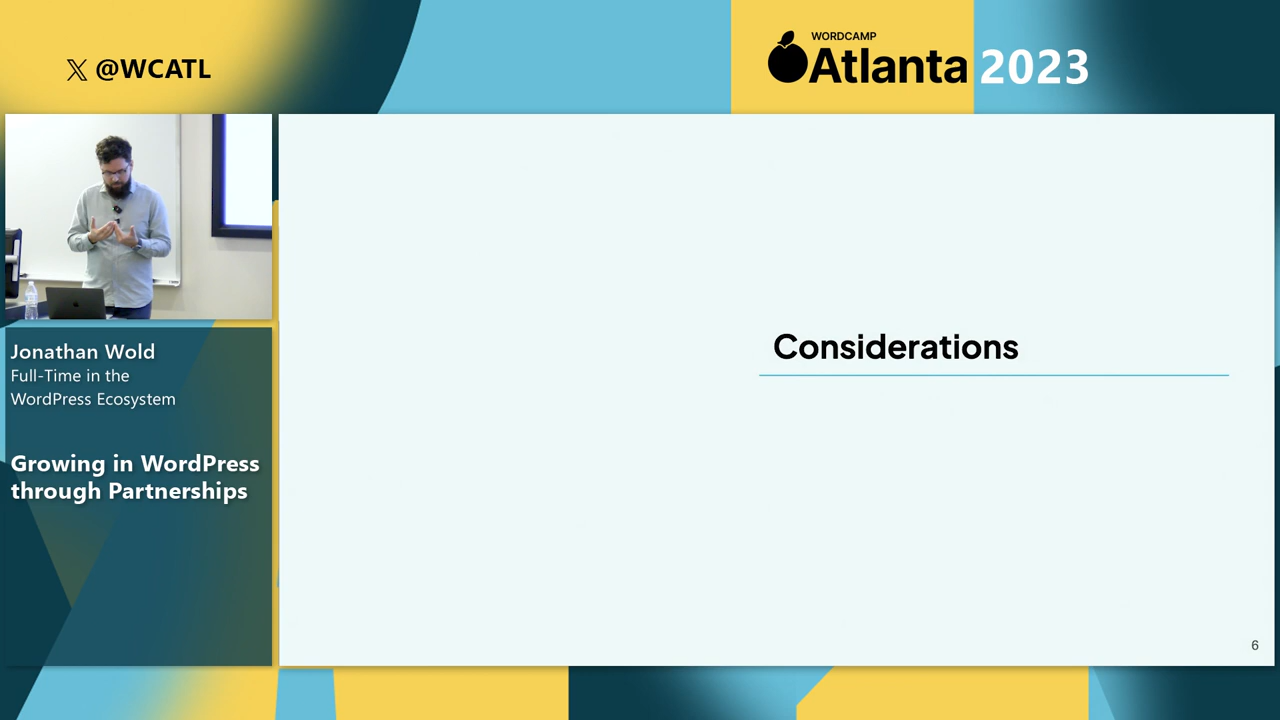 𝕏 @WCATL
WORDCAMP
Atlanta 2023
Jonathan Wold
Full-Time in the
WordPress Ecosystem
Growing in WordPress
through Partnerships
Considerations
6